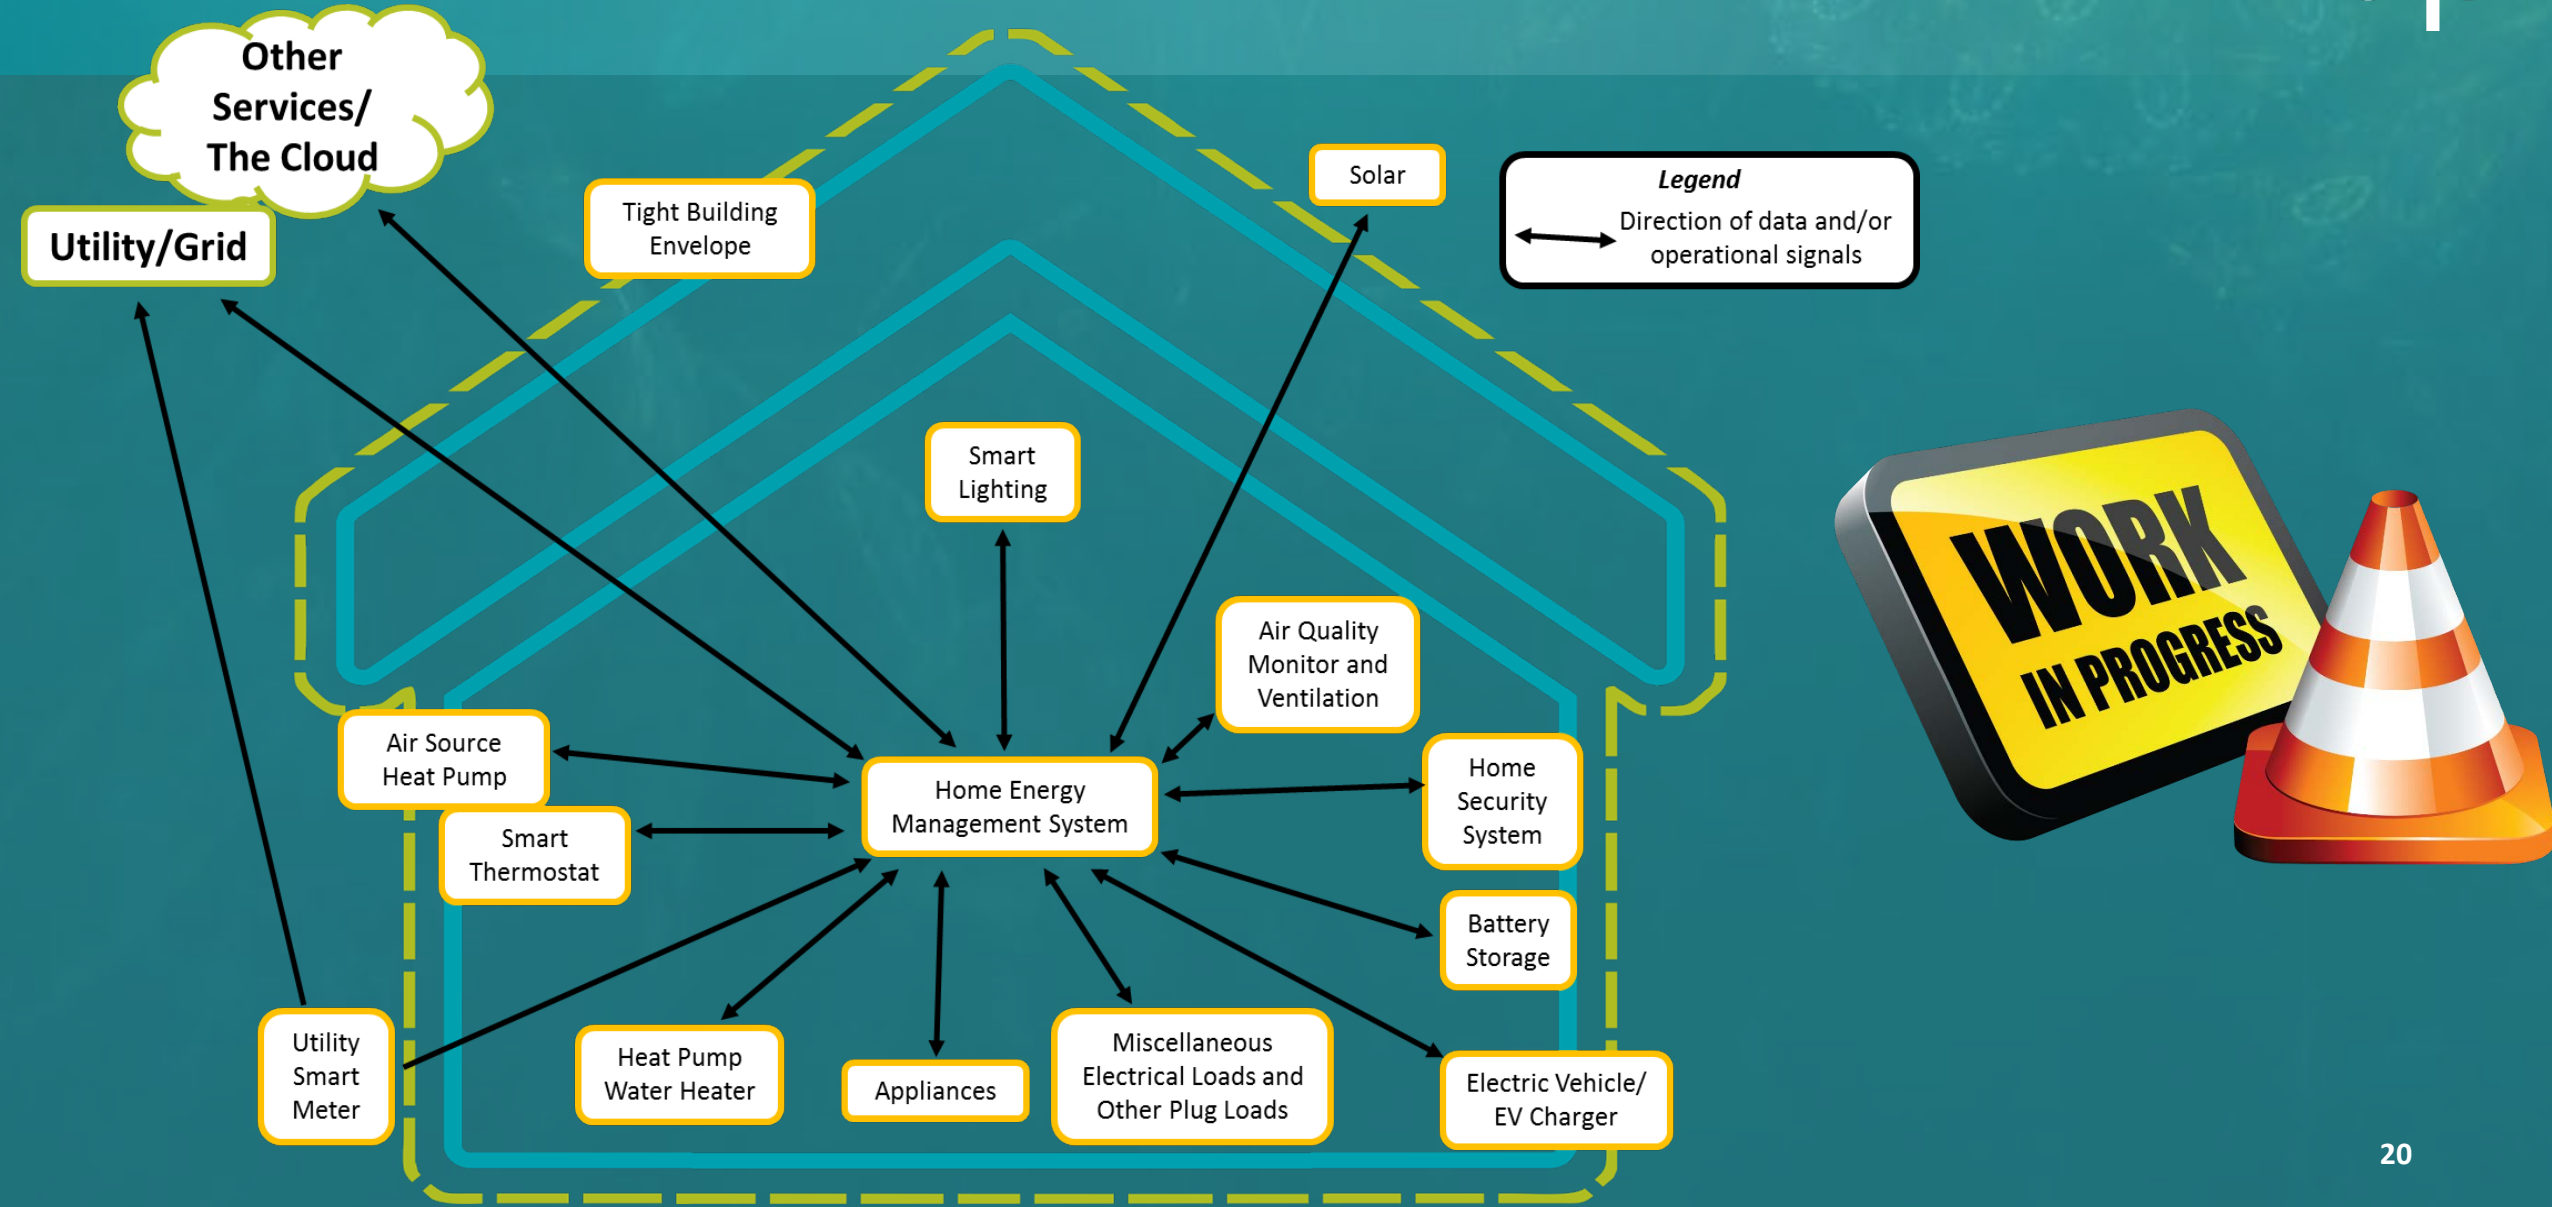 Other
Services/
The Cloud
Utility/Grid
Tight Building
Envelope
Solar
Legend
Direction of data and/or
operational signals
Smart
Lighting
Air Quality
Monitor and
Ventilation
Air Source
Heat Pump
Smart
Thermostat
Home Energy
Management System
Home
Security
System
Battery
Storage
Utility
Smart
Meter
Heat Pump
Water Heater
Appliances
Miscellaneous
Electrical Loads and
Other Plug Loads
Electric Vehicle/
EV Charger
WORK
IN PROGRESS
20